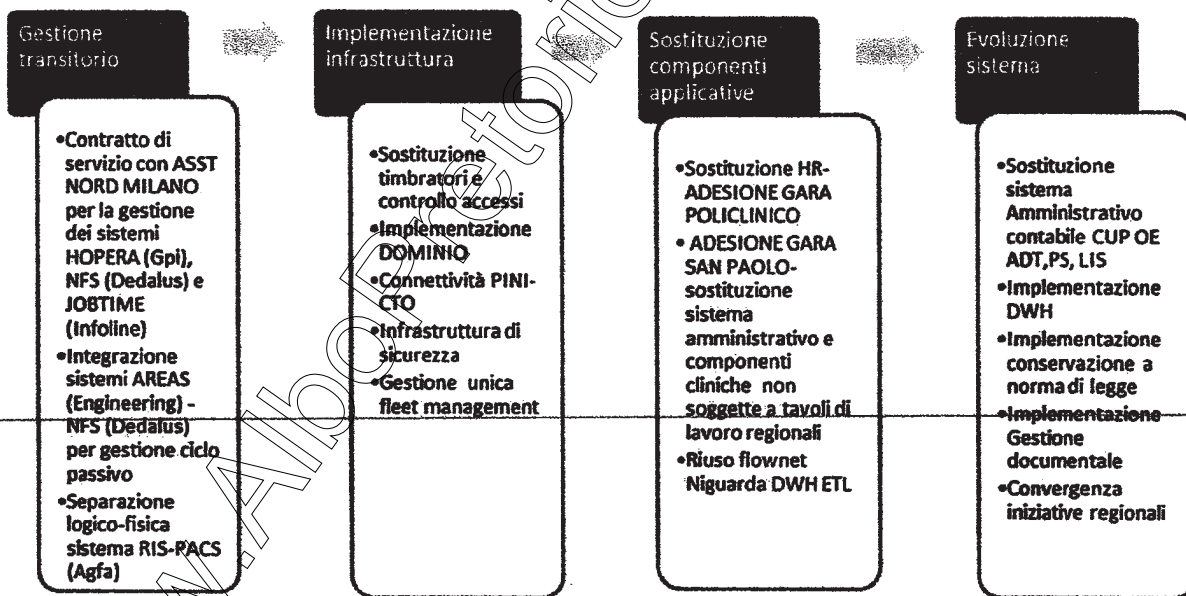 Gestione
transitorio
•Contratto di
servizio con ASST
NORD MILANO
per la gestione
dei sistemi
HOPERA (Gpi),
NFS (Dedalus) e
JOBTIME
(Infoline)
•Integrazione
sistemi AREAS
(Engineering) -
NFS (Dedalus)
per gestione ciclo
passivo
•Separazione
logico-fisica
sistema RIS-PACS
(Agfa)
Implementazione
infrastruttura
•Sostituzione
timbratori e
controllo accessi
•Implementazione
DOMINIO
•Connettività PINI-
CTO
•Infrastruttura di
sicurezza
•Gestione unica
fleet management
Sostituzione
componenti
applicative
•Sostituzione HR-
ADESIONE GARA
POLICLINICO
• ADESIONE GARA
SAN PAOLO-
sostituzione
sistema
amministrativo e
componenti
cliniche non
soggette a tavoli di
lavoro regionali
•Riuso flownet
Niguarda DWH ETL
Evoluzione
sistema
•Sostituzione
sistema
Amministrativo
contabile CUP OE
ADT,PS, LIS
•Implementazione
DWH
•Implementazione
conservazione a
norma di legge
•Implementazione
Gestione
documentale
•Convergenza
iniziative regionali
w.AlboPretorio